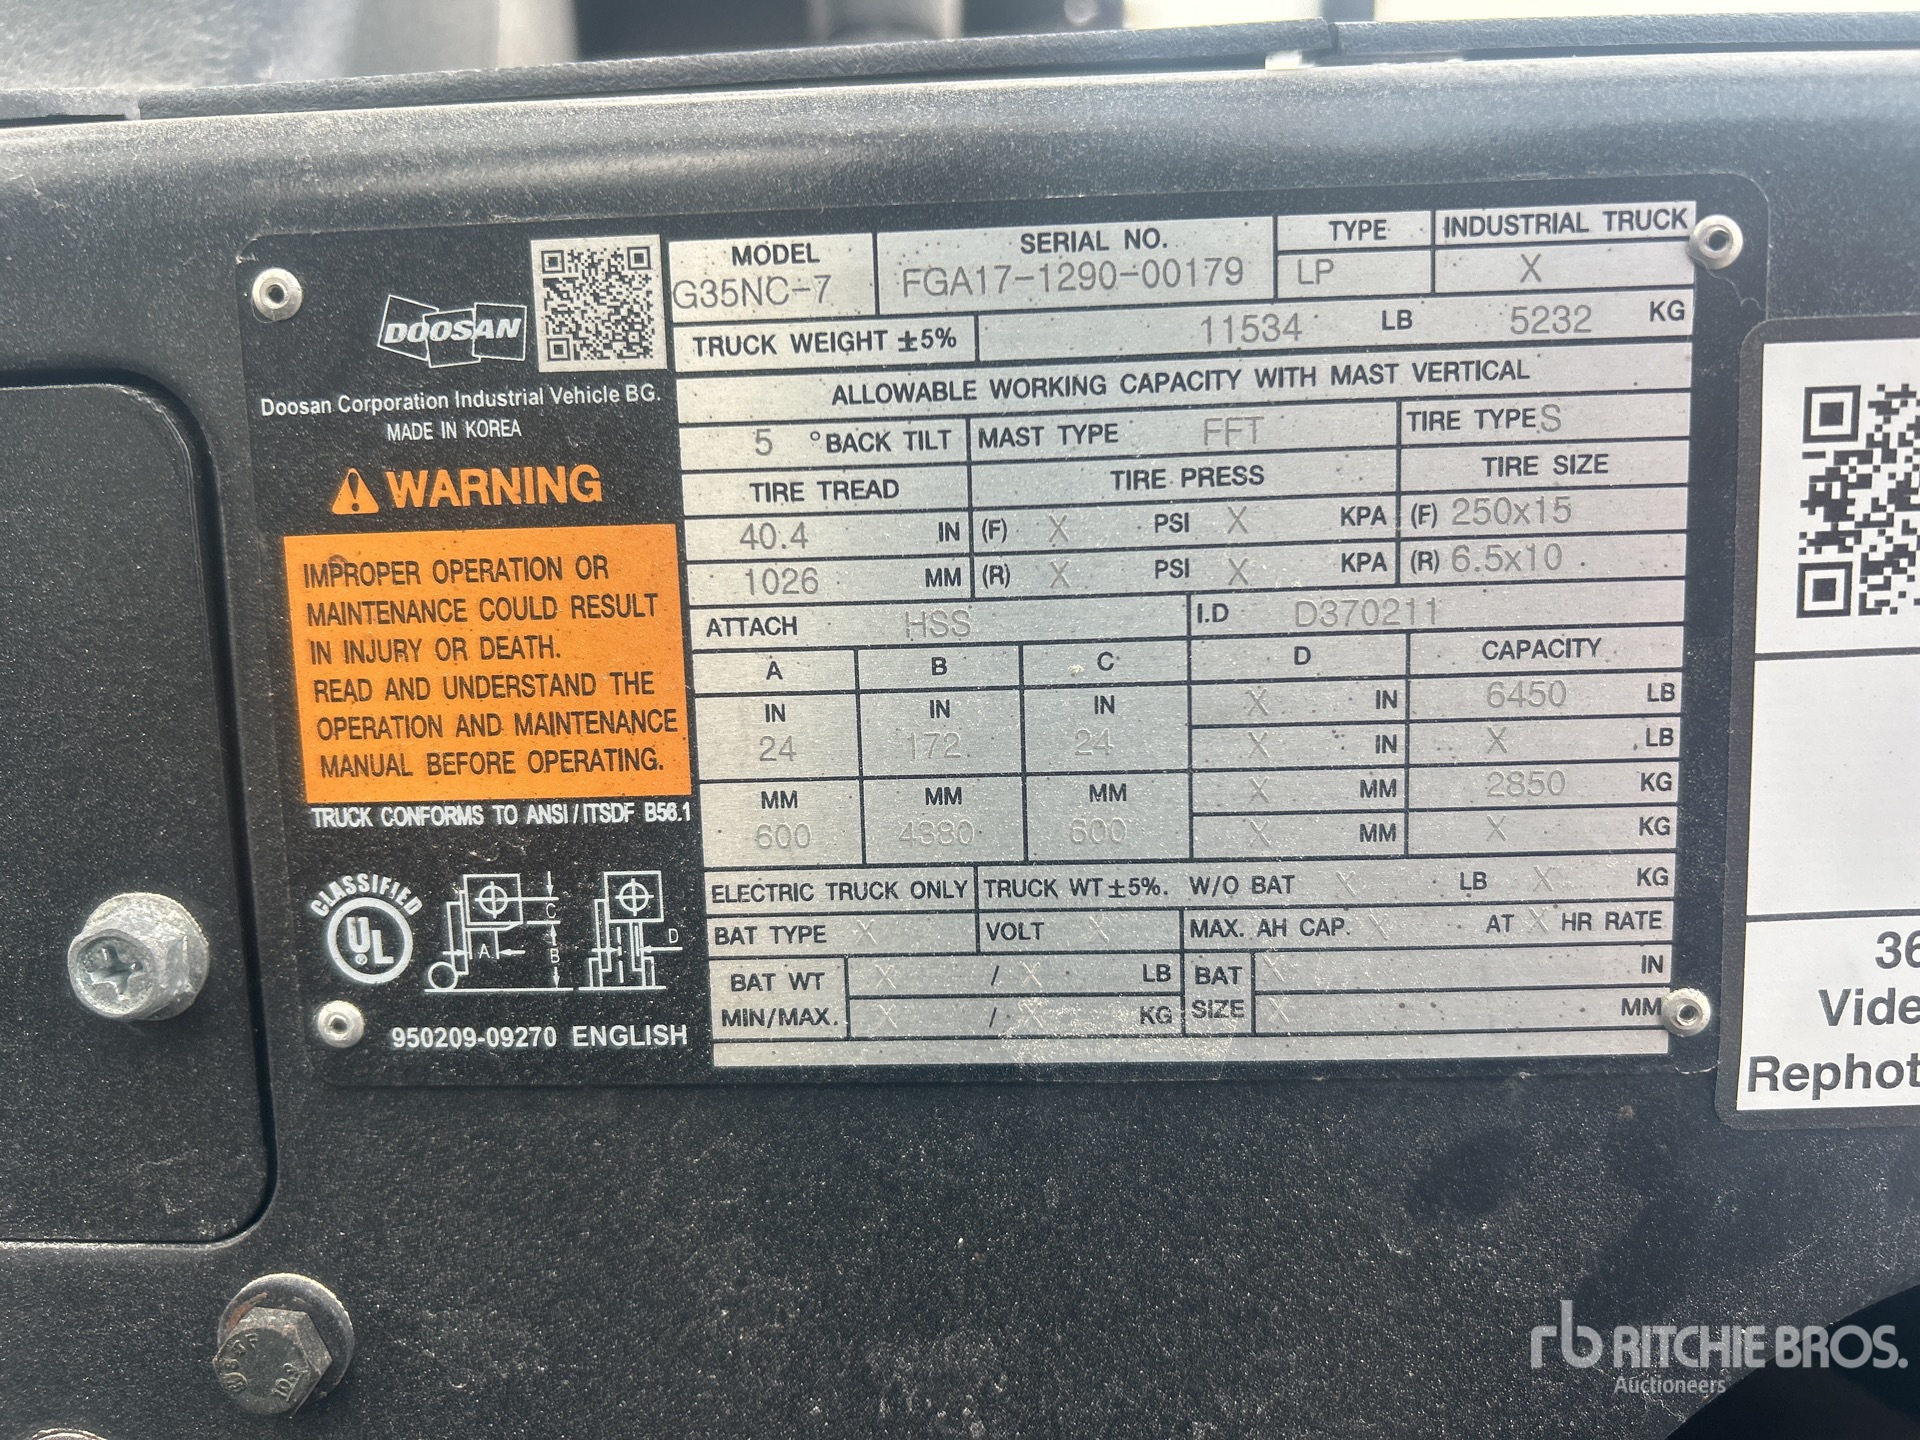 DOOSAN
Doosan Corporation Industrial Vehicle BG.
MADE IN KOREA
WARNING
IMPROPER OPERATION OR
MAINTENANCE COULD RESULT
IN INJURY OR DEATH.
READ AND UNDERSTAND THE
OPERATION AND MAINTENANCE
MANUAL BEFORE OPERATING.
TRUCK CONFORMS TO ANSI/ITSDF B56.1
CLASSIFIED
UL
A B C D
950209-09270 ENGLISH
MODEL SERIAL NO. TYPE INDUSTRIAL TRUCK
G35NC-7 FGA17-1290-00179 LP X
TRUCK WEIGHT ±5% 11534 LB 5232 KG
ALLOWABLE WORKING CAPACITY WITH MAST VERTICAL
5 °BACK TILT MAST TYPE FFT TIRE TYPE S
TIRE TREAD TIRE PRESS TIRE SIZE
40.4 IN (F) X PSI X KPA (F) 250x15
1026 MM (R) X PSI X KPA (R) 6.5x10
ATTACH HSS I.D D370211
A B C D CAPACITY
IN IN IN X IN 6450 LB
24 172 24 X IN X LB
MM MM MM X MM 2850 KG
600 4380 600 X MM X KG
ELECTRIC TRUCK ONLY TRUCK WT ±5%. W/O BAT X LB X KG
BAT TYPE X VOLT X MAX. AH CAP. X AT X HR RATE
BAT WT X / X LB BAT X IN
MIN/MAX. X / X KG SIZE X MM
36
Vide
Rephot
rb RITCHIE BROS.
Auctioneers
10.9